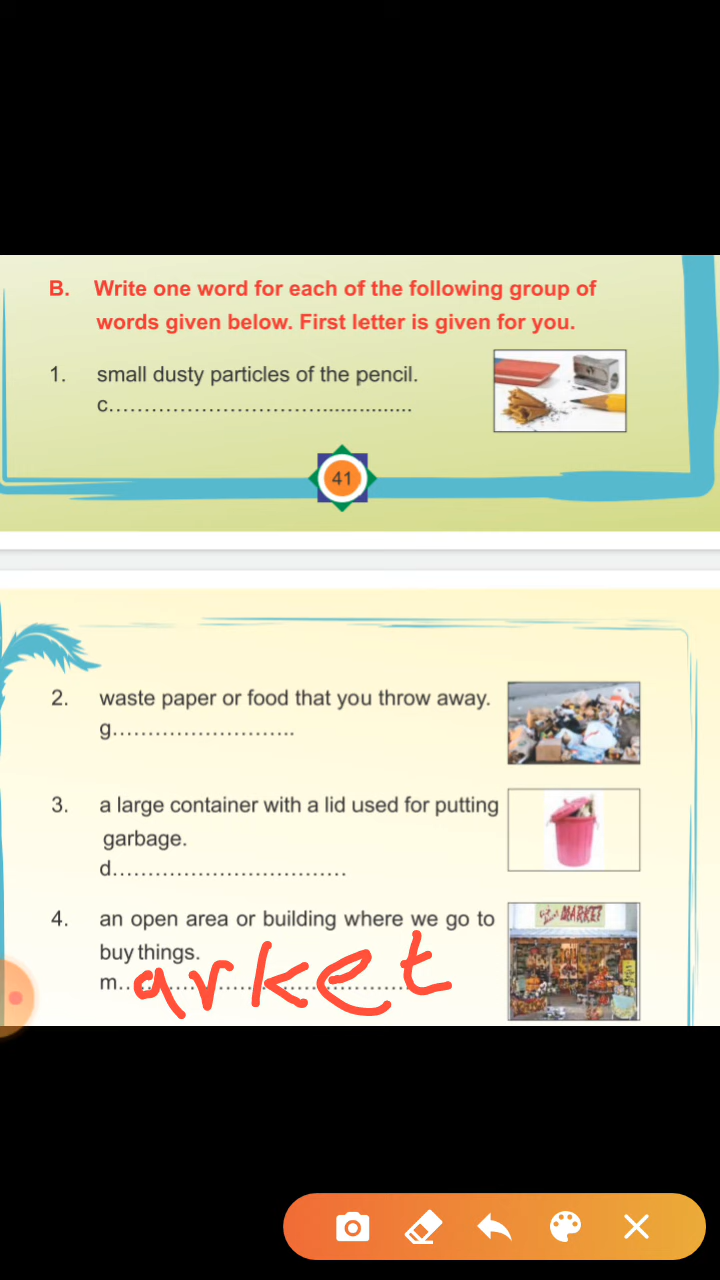 B. Write one word for each of the following group of
words given below. First letter is given for you.
1. small dusty particles of the pencil.
c..............................................
41
2. waste paper or food that you throw away.
g..........................
3. a large container with a lid used for putting
garbage.
d.................................
4. an open area or building where we go to
buy things.
m..arket
MARKET